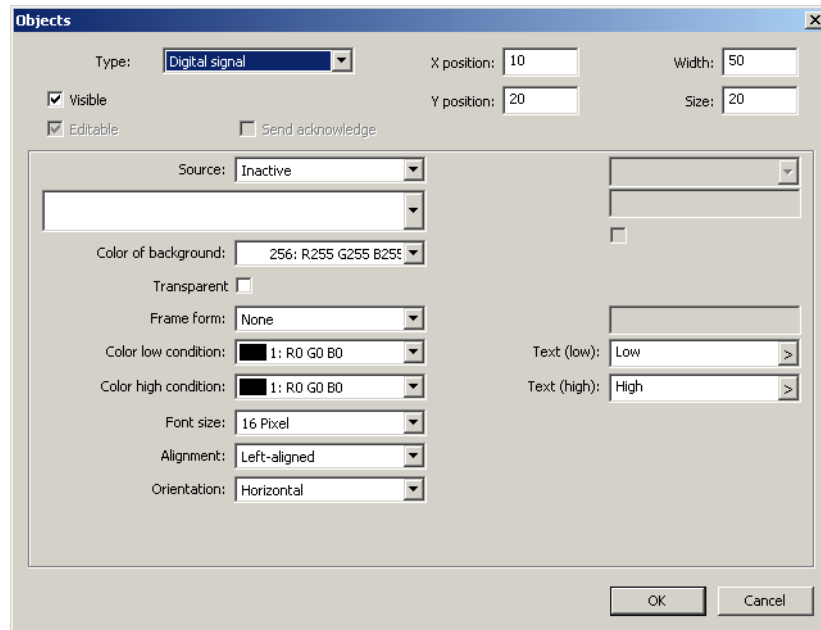 Objects
Type: Digital signal X position: 10 Width: 50
Visible Y position: 20 Size: 20
Editable Send acknowledge
Source: Inactive
Color of background: 256: R255 G255 B255
Transparent
Frame form: None
Color low condition: 1: R0 G0 B0 Text (low): Low >
Color high condition: 1: R0 G0 B0 Text (high): High >
Font size: 16 Pixel
Alignment: Left-aligned
Orientation: Horizontal
OK Cancel